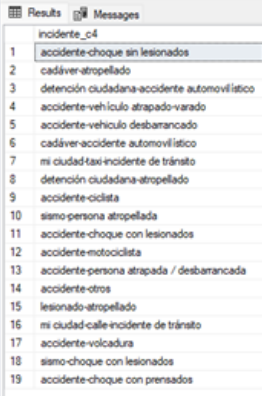 Results Messages
incidente_c4
1 accidente-choque sin lesionados
2 cadáver-atropellado
3 detención ciudadana-accidente automovilístico
4 accidente-vehículo atrapado-varado
5 accidente-vehiculo desbarrancado
6 cadáver-accidente automovilístico
7 mi ciudad-taxi-incidente de tránsito
8 detención ciudadana-atropellado
9 accidente-ciclista
10 sismo-persona atropellada
11 accidente-choque con lesionados
12 accidente-motociclista
13 accidente-persona atrapada / desbarrancada
14 accidente-otros
15 lesionado-atropellado
16 mi ciudad-calle-incidente de tránsito
17 accidente-volcadura
18 sismo-choque con lesionados
19 accidente-choque con prensados